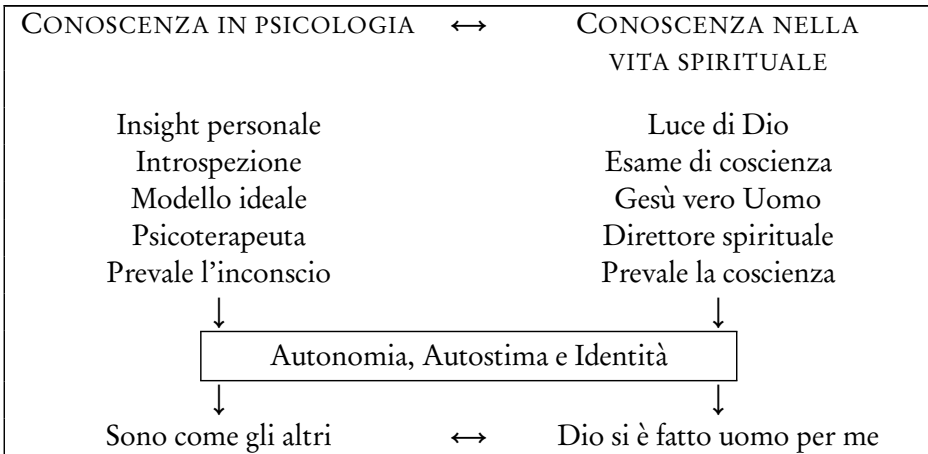 CONOSCENZA IN PSICOLOGIA ↔ CONOSCENZA NELLA
VITA SPIRITUALE
Insight personale Luce di Dio
Introspezione Esame di coscienza
Modello ideale Gesù vero Uomo
Psicoterapeuta Direttore spirituale
Prevale l’inconscio Prevale la coscienza
↓ ↓
Autonomia, Autostima e Identità
↓ ↓
Sono come gli altri ↔ Dio si è fatto uomo per me